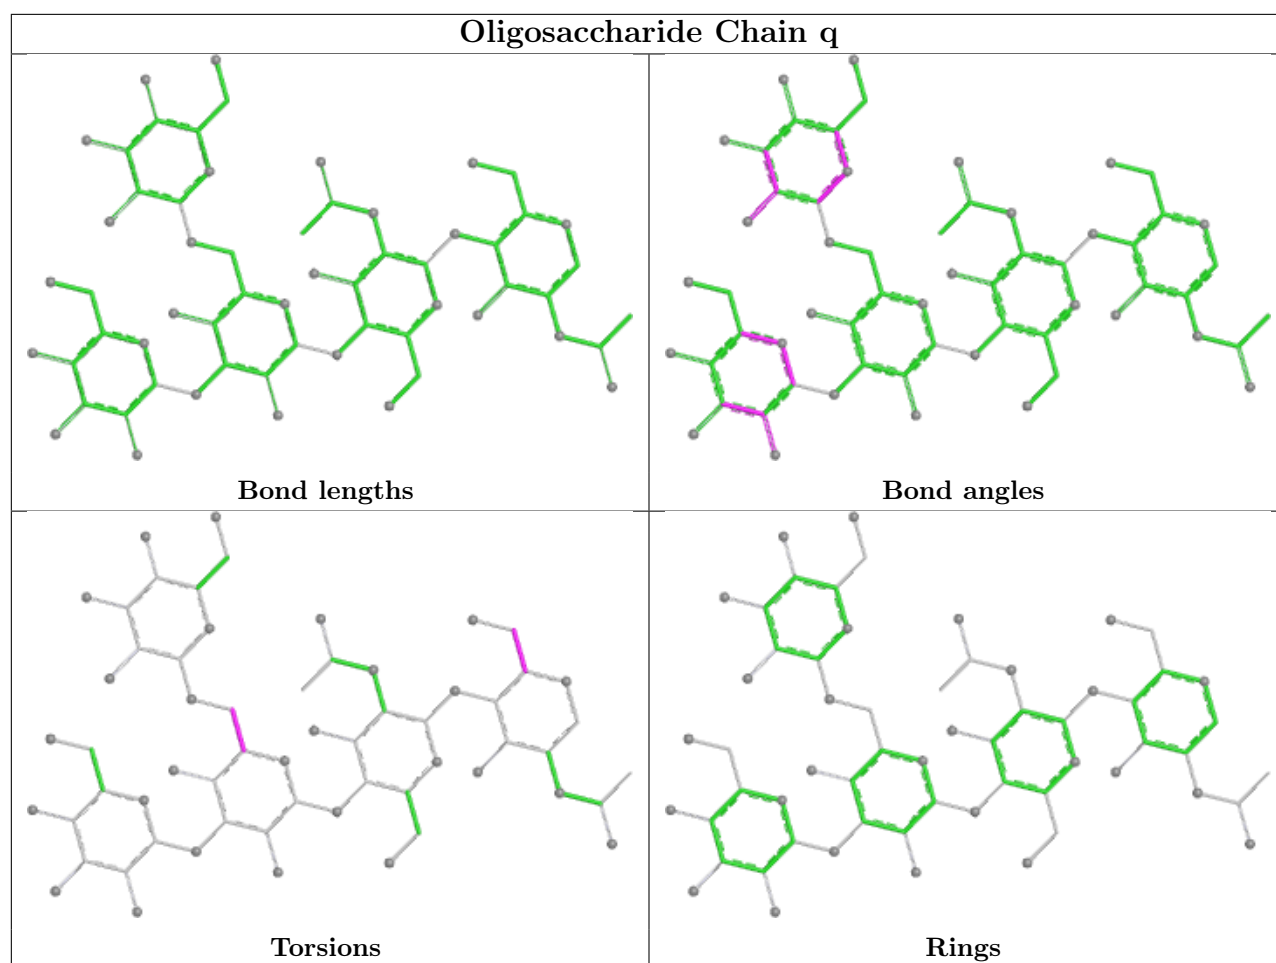 Oligosaccharide Chain q
Bond lengths
Bond angles
Torsions
Rings